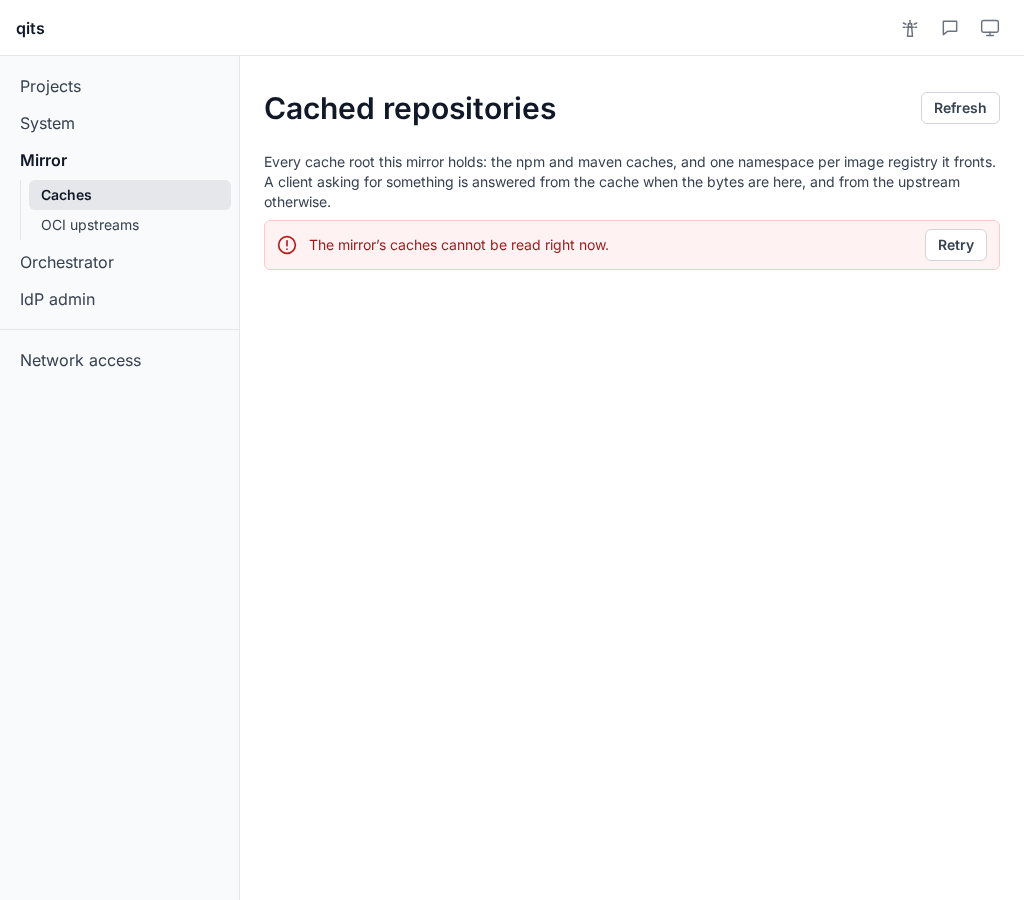 qits
Projects
System
Mirror
Caches
OCI upstreams
Orchestrator
IdP admin
Network access
Cached repositories
Refresh
Every cache root this mirror holds: the npm and maven caches, and one namespace per image registry it fronts.
A client asking for something is answered from the cache when the bytes are here, and from the upstream
otherwise.
The mirror’s caches cannot be read right now.
Retry